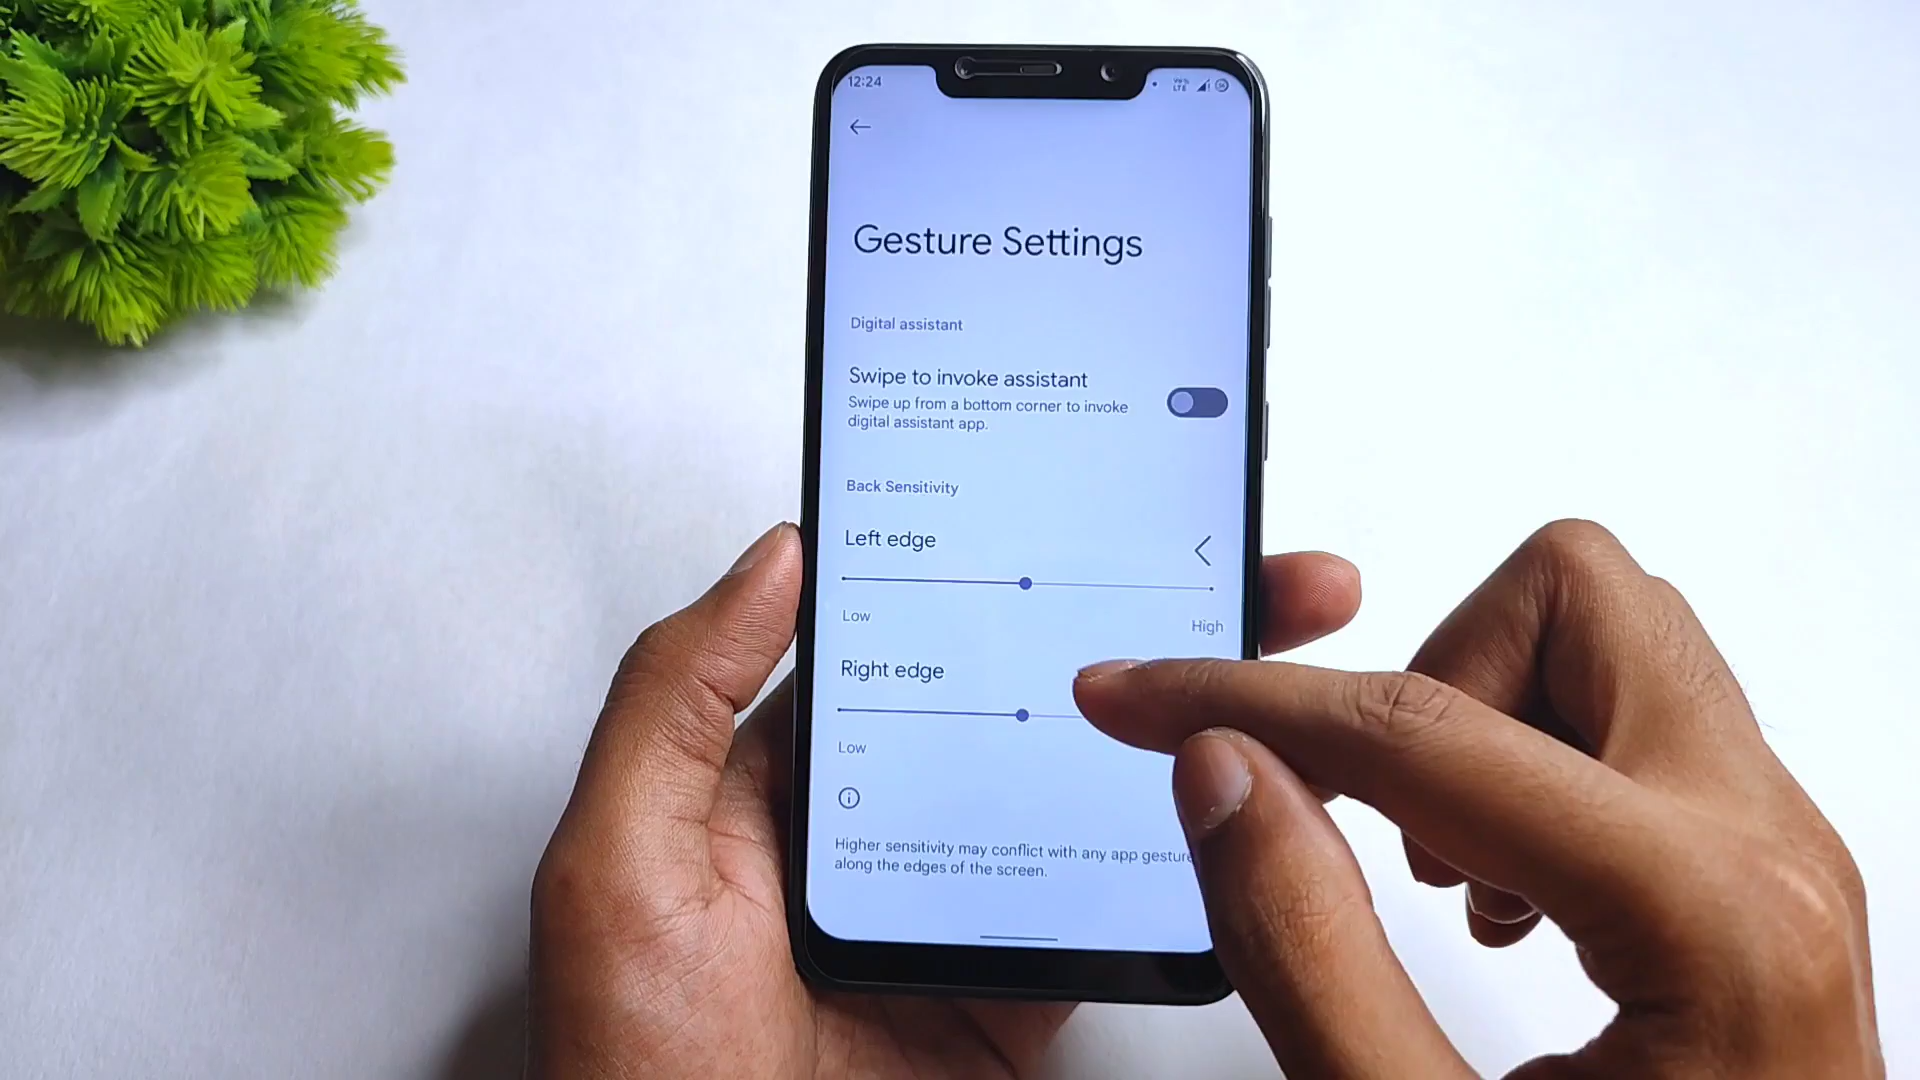 12:24
LTE
Gesture Settings
Digital assistant
Swipe to invoke assistant
Swipe up from a bottom corner to invoke
digital assistant app.
Back Sensitivity
Left edge
Low
High
Right edge
Low
Higher sensitivity may conflict with any app gesture
along the edges of the screen.